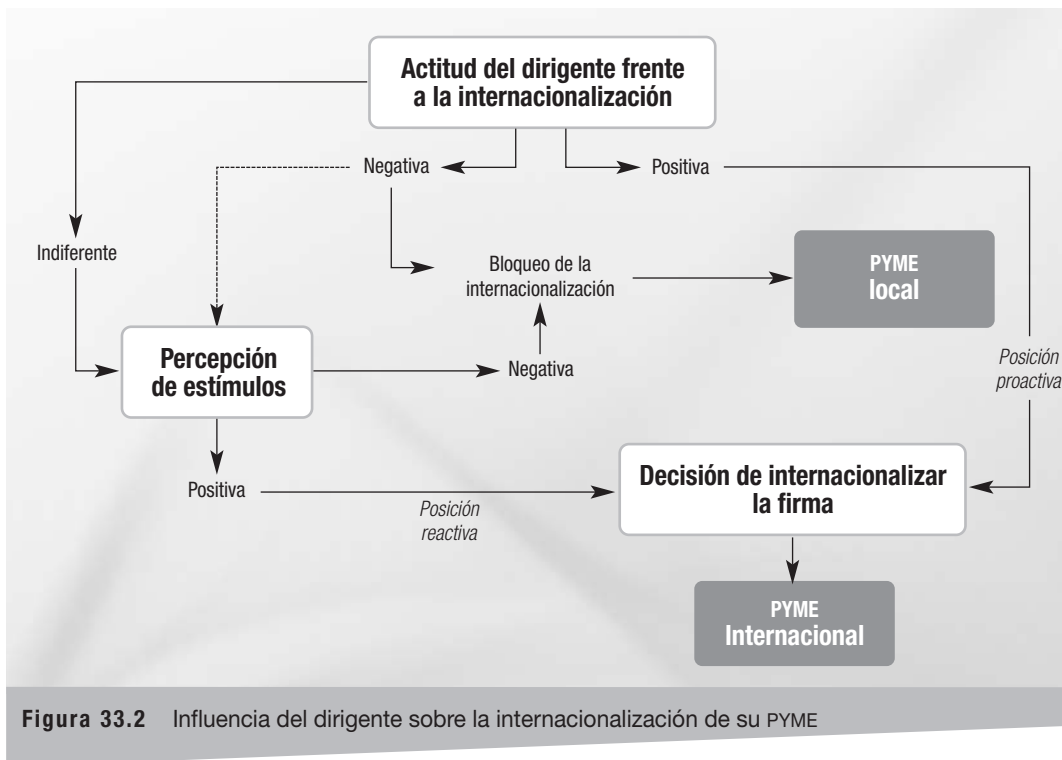 Actitud del dirigente frente
a la internacionalización
Negativa
Positiva
Indiferente
Bloqueo de la
internacionalización
PYME
local
Percepción
de estímulos
Negativa
Posición
proactiva
Positiva
Posición
reactiva
Decisión de internacionalizar
la firma
PYME
Internacional
Figura 33.2 Influencia del dirigente sobre la internacionalización de su PYME